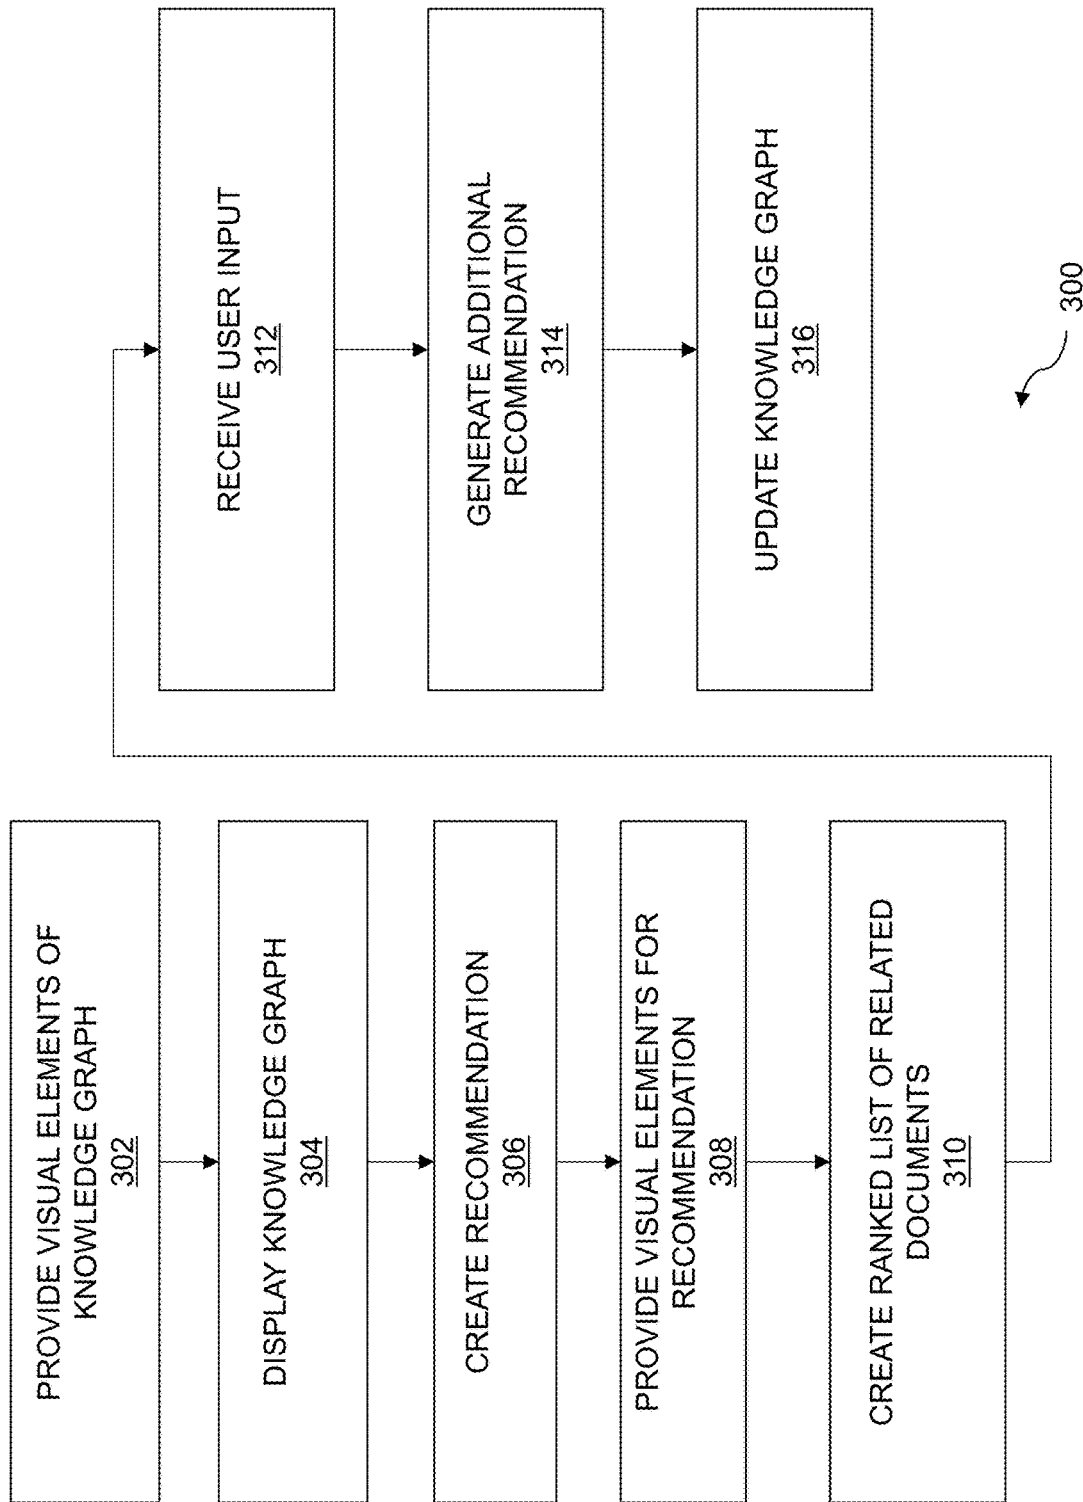 PROVIDE VISUAL ELEMENTS OF
KNOWLEDGE GRAPH
302
DISPLAY KNOWLEDGE GRAPH
304
CREATE RECOMMENDATION
306
PROVIDE VISUAL ELEMENTS FOR
RECOMMENDATION
308
CREATE RANKED LIST OF RELATED
DOCUMENTS
310
RECEIVE USER INPUT
312
GENERATE ADDITIONAL
RECOMMENDATION
314
UPDATE KNOWLEDGE GRAPH
316
300